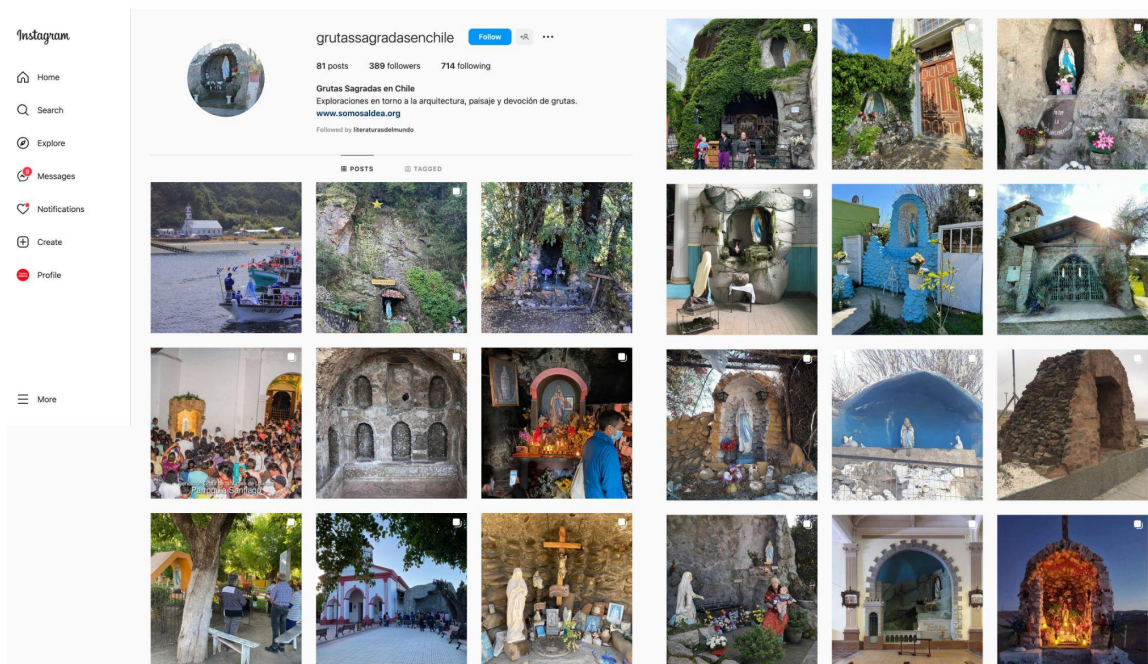 Instagram
Home
Search
Explore
Messages
Notifications
Create
Profile
More
grutassagradasenchile Follow
81 posts 389 followers 714 following
Grutas Sagradas en Chile
Exploraciones en torno a la arquitectura, paisaje y devoción de grutas.
www.somosaldea.org
Followed by literaturasdelmundo
POSTS TAGGED
Parroquia Santiago